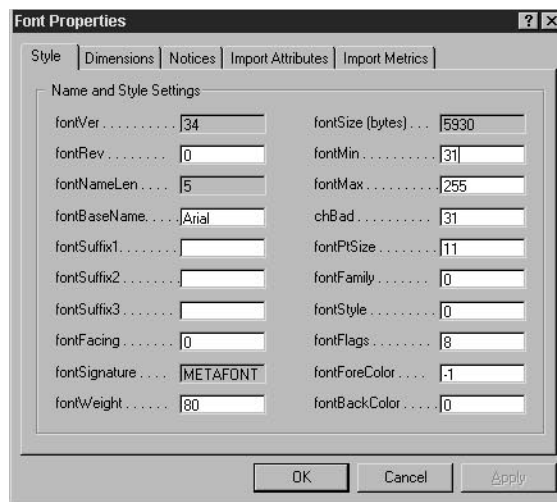 Font Properties ? ×
Style Dimensions Notices Import Attributes Import Metrics
Name and Style Settings
fontVer . . . . . . . . . . 34
fontRev . . . . . . . . . 0
fontNameLen . . . . 5
fontBaseName. . . . . Arial
fontSuffix1. . . . . . . .
fontSuffix2 . . . . . . .
fontSuffix3 . . . . . . .
fontFacing . . . . . . . 0
fontSignature . . . . METAFONT
fontWeight . . . . . . 80
fontSize (bytes) . . . 5930
fontMin . . . . . . . . . 31
fontMax . . . . . . . . 255
chBad . . . . . . . . . 31
fontPtSize . . . . . . . 11
fontFamily . . . . . . . 0
fontStyle . . . . . . . . 0
fontFlags . . . . . . . . 8
fontForeColor . . . . -1
fontBackColor . . . . . 0
OK Cancel Apply